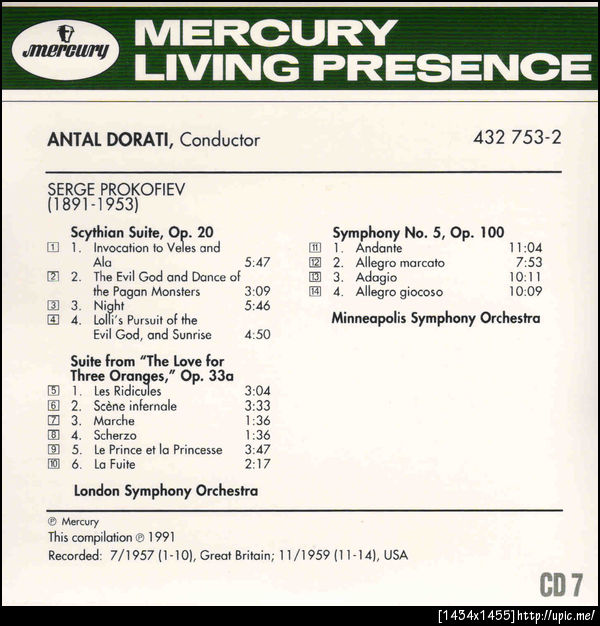 mercury
MERCURY
LIVING PRESENCE
ANTAL DORATI, Conductor 432 753-2
SERGE PROKOFIEV
(1891-1953)
Scythian Suite, Op. 20
1 1. Invocation to Veles and
Ala 5:47
2 2. The Evil God and Dance of
the Pagan Monsters 3:09
3 3. Night 5:46
4 4. Lolli's Pursuit of the
Evil God, and Sunrise 4:50
Suite from "The Love for
Three Oranges," Op. 33a
5 1. Les Ridicules 3:04
6 2. Scène infernale 3:33
7 3. Marche 1:36
8 4. Scherzo 1:36
9 5. Le Prince et la Princesse 3:47
10 6. La Fuite 2:17
London Symphony Orchestra
Symphony No. 5, Op. 100
11 1. Andante 11:04
12 2. Allegro marcato 7:53
13 3. Adagio 10:11
14 4. Allegro giocoso 10:09
Minneapolis Symphony Orchestra
℗ Mercury
This compilation ℗ 1991
Recorded: 7/1957 (1-10), Great Britain; 11/1959 (11-14), USA
CD 7
[1434x1455]http://upic.me/